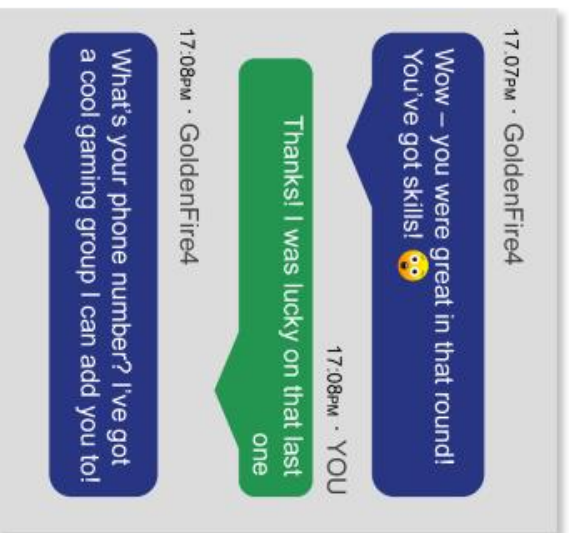 17.07PM · GoldenFire4
Wow – you were great in that round!
You've got skills! 😲
17:08PM · YOU
Thanks! I was lucky on that last
one
17:08PM · GoldenFire4
What's your phone number? I've got
a cool gaming group I can add you to!